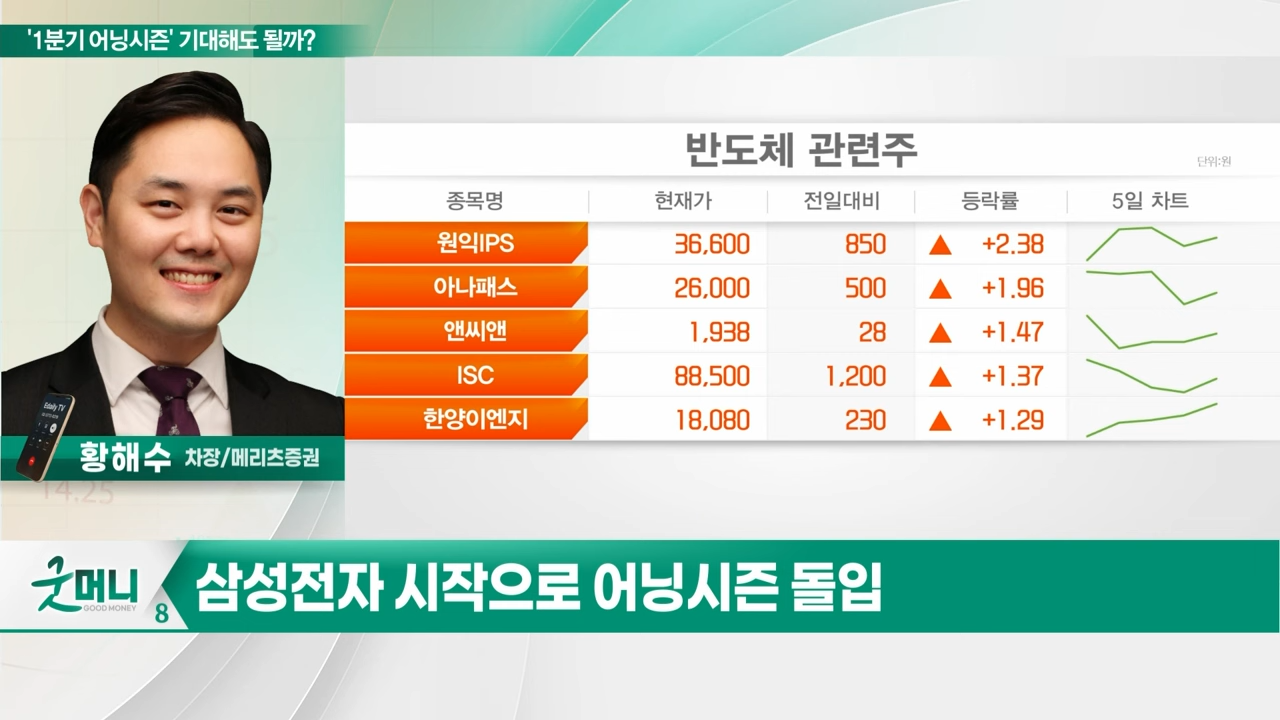 '1분기 어닝시즌' 기대해도 될까?
반도체 관련주
단위:원
종목명 현재가 전일대비 등락률 5일 차트
원익IPS 36,600 850 ▲ +2.38
아나패스 26,000 500 ▲ +1.96
앤씨앤 1,938 28 ▲ +1.47
ISC 88,500 1,200 ▲ +1.37
한양이엔지 18,080 230 ▲ +1.29
Edaily TV
황해수 차장/메리츠증권
14.25
굿머니
GOOD MONEY
8
삼성전자 시작으로 어닝시즌 돌입